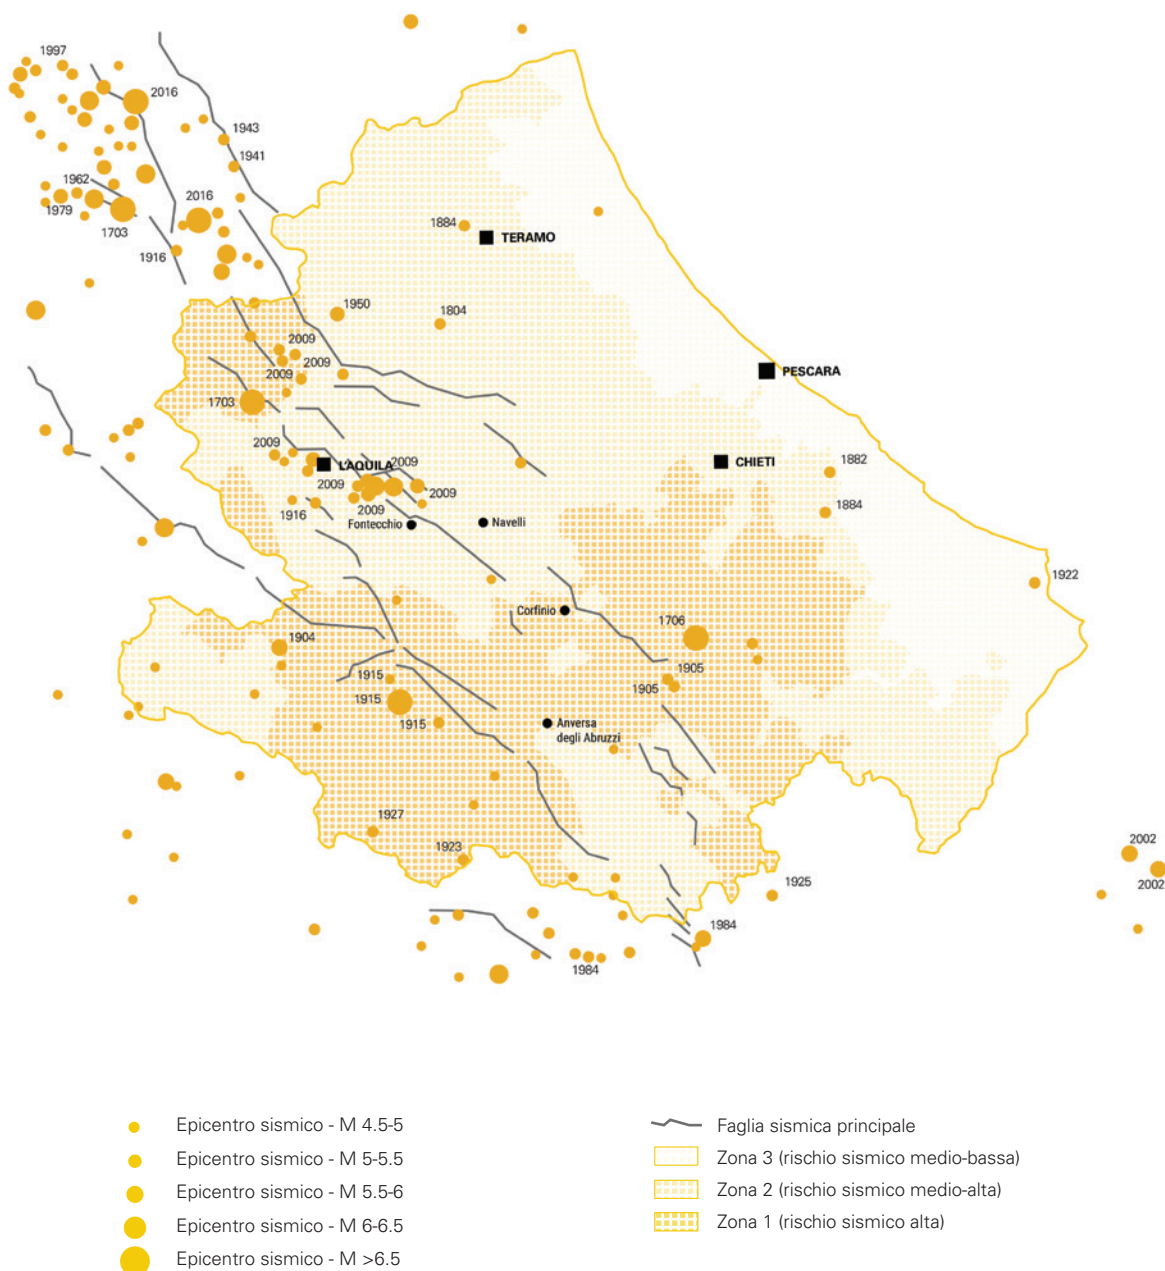 1997
2016
1943
1941
1962
1979
2016
1703
1916
1884
TERAMO
1950
1804
2009
2009
2009
1703
PESCARA
2009
L'AQUILA
2009
CHIETI
1882
2009
2009
2009
1916
1884
Fontecchio
Navelli
1922
Corfinio
1706
1904
1905
1915
1905
1915
1915
Anversa
degli Abruzzi
1927
1923
2002
2002
1925
1984
1984
Epicentro sismico - M 4.5-5
Epicentro sismico - M 5-5.5
Epicentro sismico - M 5.5-6
Epicentro sismico - M 6-6.5
Epicentro sismico - M >6.5
Faglia sismica principale
Zona 3 (rischio sismico medio-bassa)
Zona 2 (rischio sismico medio-alta)
Zona 1 (rischio sismico alta)